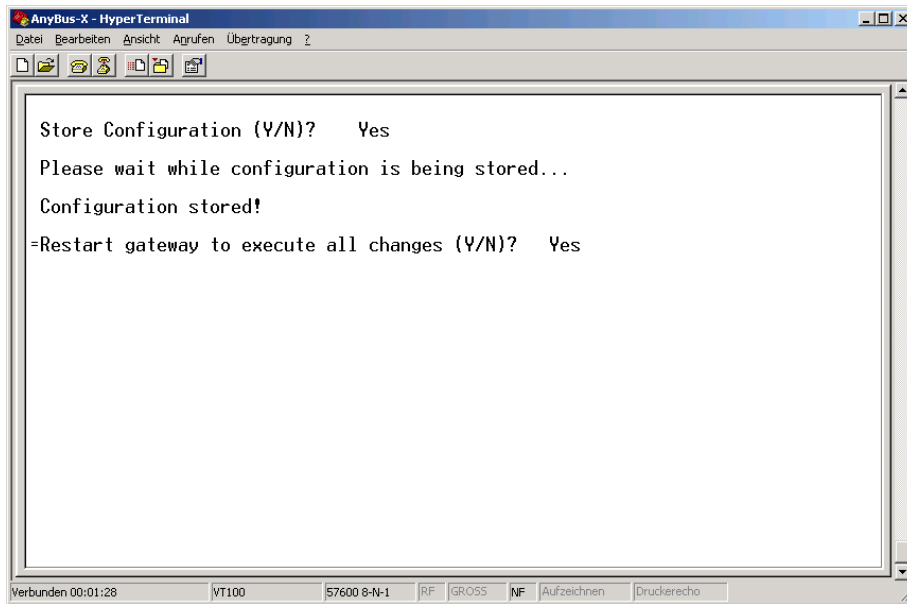 AnyBus-X - HyperTerminal
Datei Bearbeiten Ansicht Anrufen Übertragung ?
Store Configuration (Y/N)? Yes
Please wait while configuration is being stored...
Configuration stored!
=Restart gateway to execute all changes (Y/N)? Yes
Verbunden 00:01:28 VT100 57600 8-N-1 RF GROSS NF Aufzeichnen Druckerecho